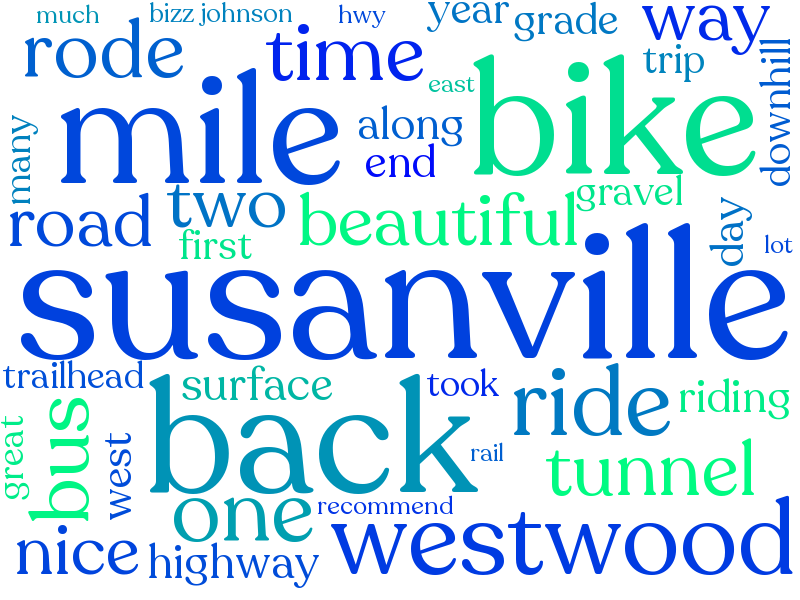 much bizz johnson hwy year grade way
rode time trip
mile east bike downhill
many along end
road two beautiful gravel
first day lot
susanville
trailhead surface took ride riding
great bus west back rail tunnel
one recommend
nice highway westwood